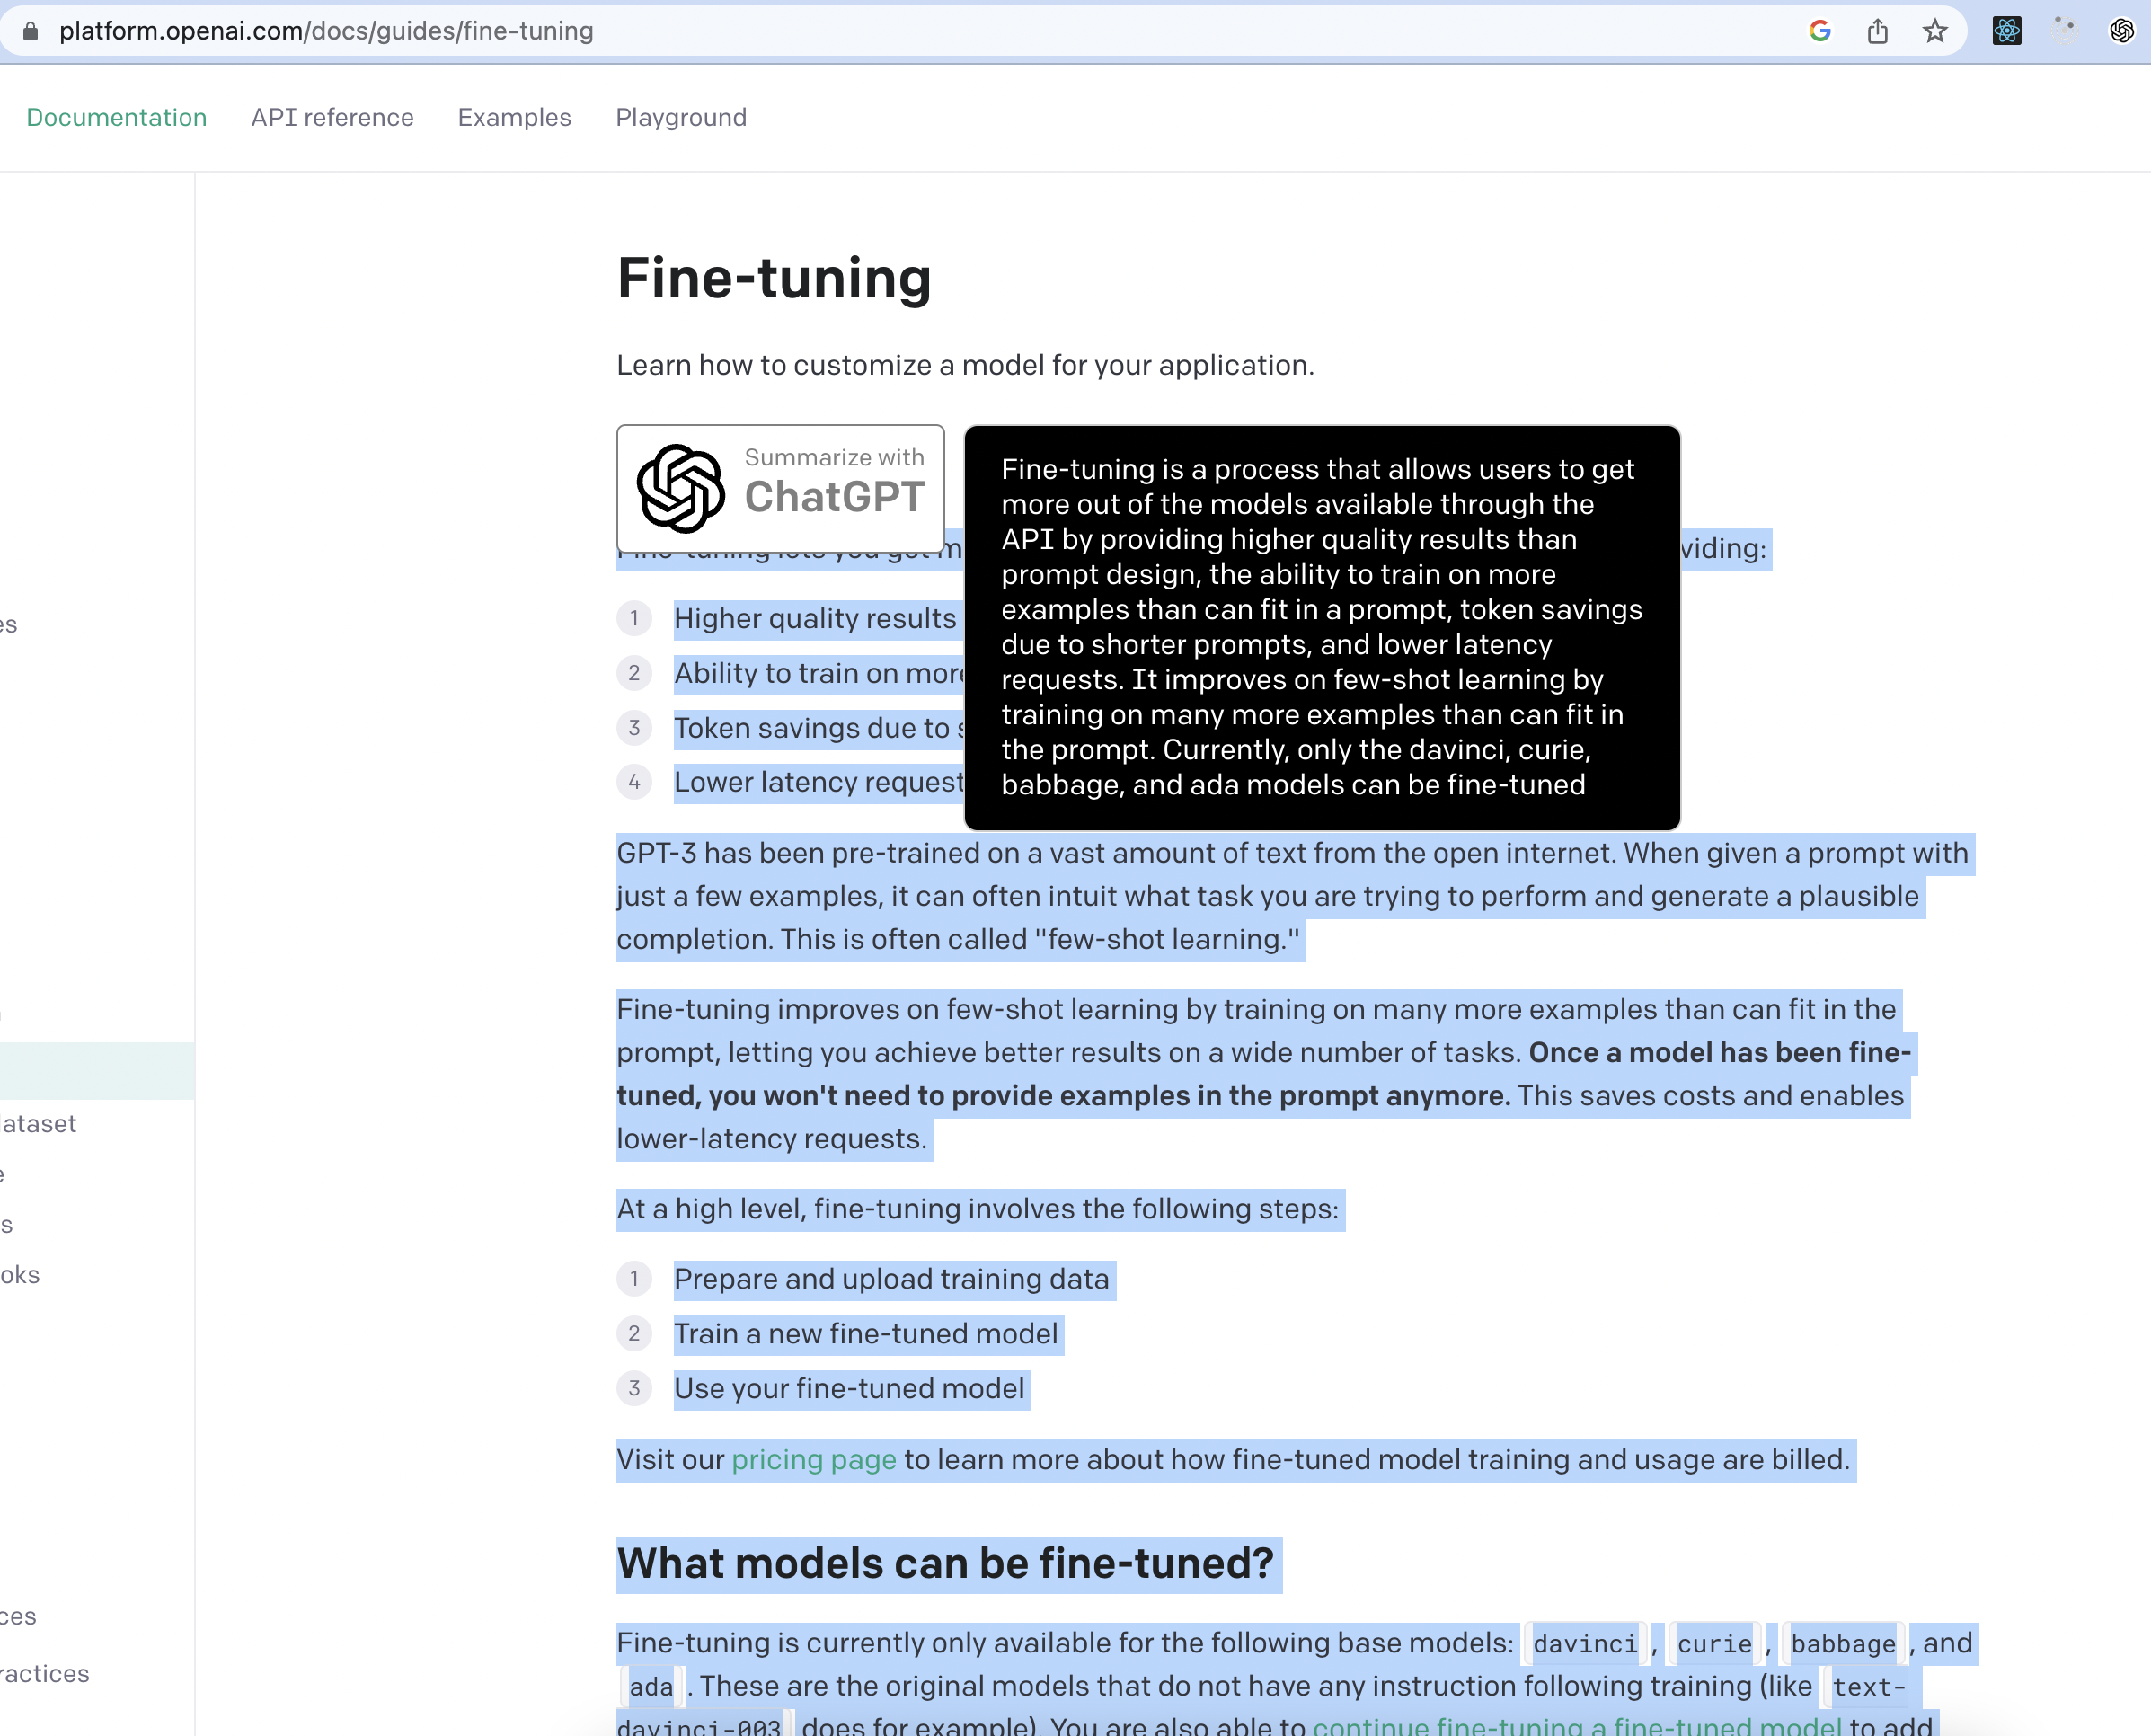 platform.openai.com/docs/guides/fine-tuning
Documentation API reference Examples Playground
Fine-tuning
Learn how to customize a model for your application.
Summarize with
ChatGPT
Fine-tuning is a process that allows users to get
more out of the models available through the
API by providing higher quality results than
prompt design, the ability to train on more
examples than can fit in a prompt, token savings
due to shorter prompts, and lower latency
requests. It improves on few-shot learning by
training on many more examples than can fit in
the prompt. Currently, only the davinci, curie,
babbage, and ada models can be fine-tuned
Fine-tuning lets you get m viding:
1 Higher quality results
2 Ability to train on more
3 Token savings due to s
4 Lower latency request
GPT-3 has been pre-trained on a vast amount of text from the open internet. When given a prompt with
just a few examples, it can often intuit what task you are trying to perform and generate a plausible
completion. This is often called "few-shot learning."
Fine-tuning improves on few-shot learning by training on many more examples than can fit in the
prompt, letting you achieve better results on a wide number of tasks. Once a model has been fine-
tuned, you won't need to provide examples in the prompt anymore. This saves costs and enables
lower-latency requests.
At a high level, fine-tuning involves the following steps:
1 Prepare and upload training data
2 Train a new fine-tuned model
3 Use your fine-tuned model
Visit our pricing page to learn more about how fine-tuned model training and usage are billed.
What models can be fine-tuned?
Fine-tuning is currently only available for the following base models: davinci, curie, babbage, and
ada. These are the original models that do not have any instruction following training (like text-
davinci-003 does for example). You are also able to continue fine-tuning a fine-tuned model to add
es
ataset
e
s
oks
ces
ractices